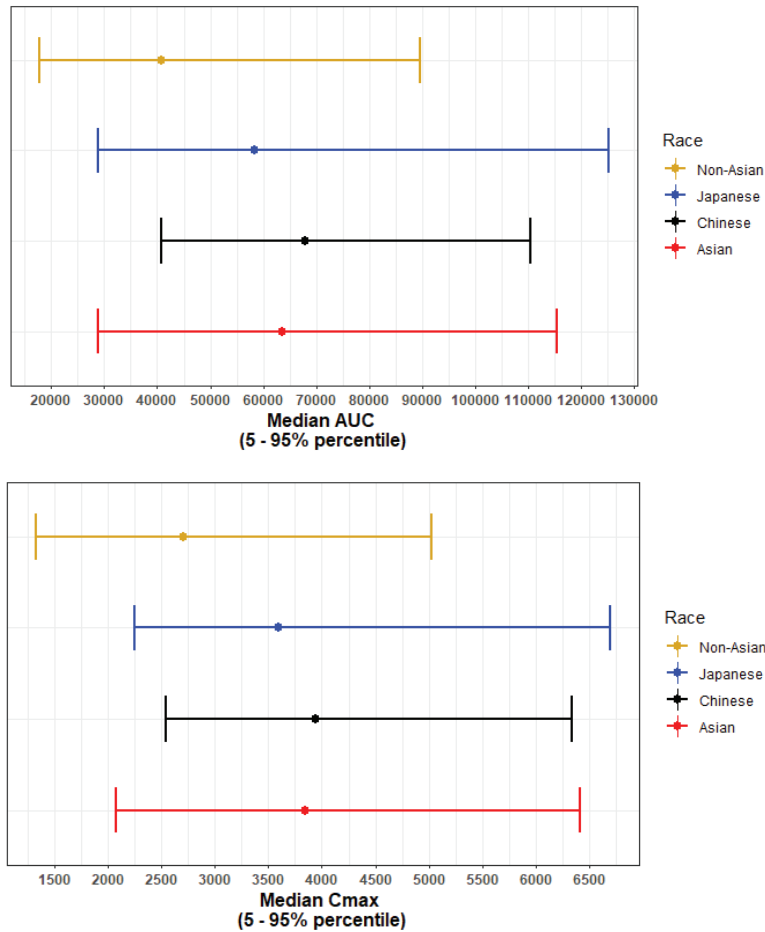 Race
Non-Asian
Japanese
Chinese
Asian
20000 30000 40000 50000 60000 70000 80000 90000 100000 110000 120000 130000
Median AUC
(5 - 95% percentile)
Race
Non-Asian
Japanese
Chinese
Asian
1500 2000 2500 3000 3500 4000 4500 5000 5500 6000 6500
Median Cmax
(5 - 95% percentile)